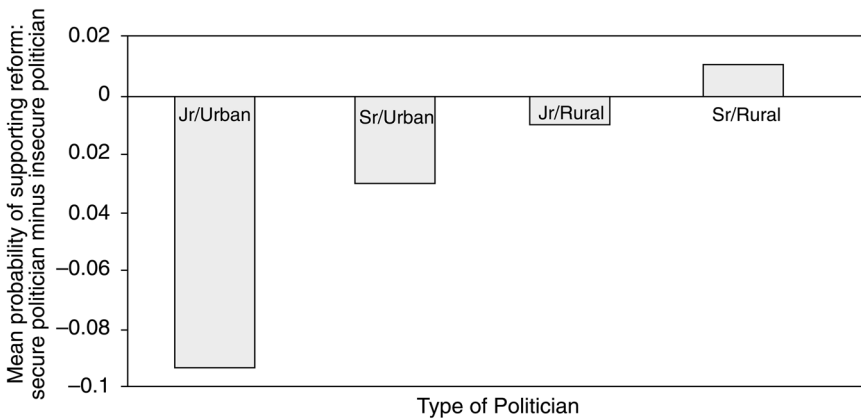 Mean probability of supporting reform:
secure politician minus insecure politician
0.02
0
0.02
0.04
−0.06
−0.08
−0.1
Jr/Urban
Sr/Urban
Jr/Rural
Sr/Rural
Type of Politician